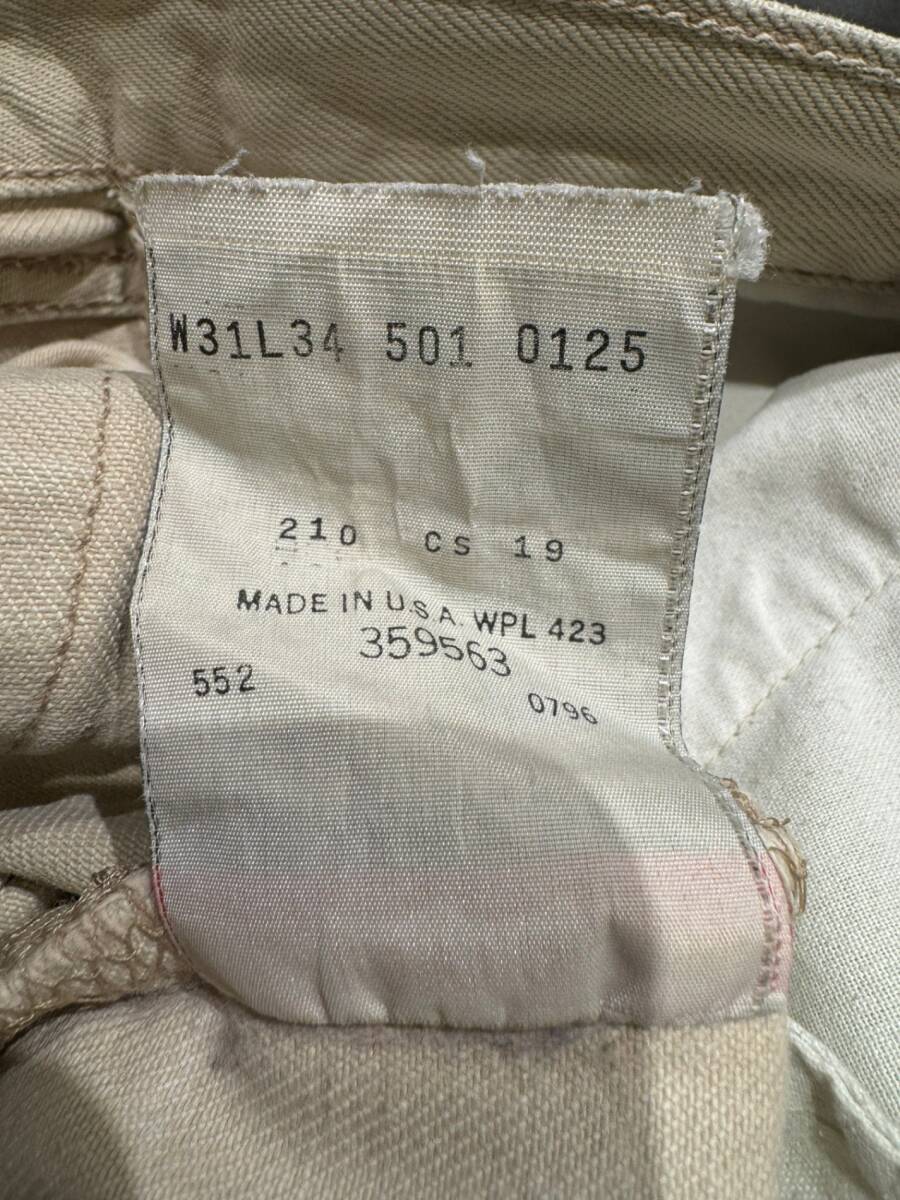 W31L34 501 0125
210 CS 19
MADE IN U.S.A. WPL 423
359563
552
0796